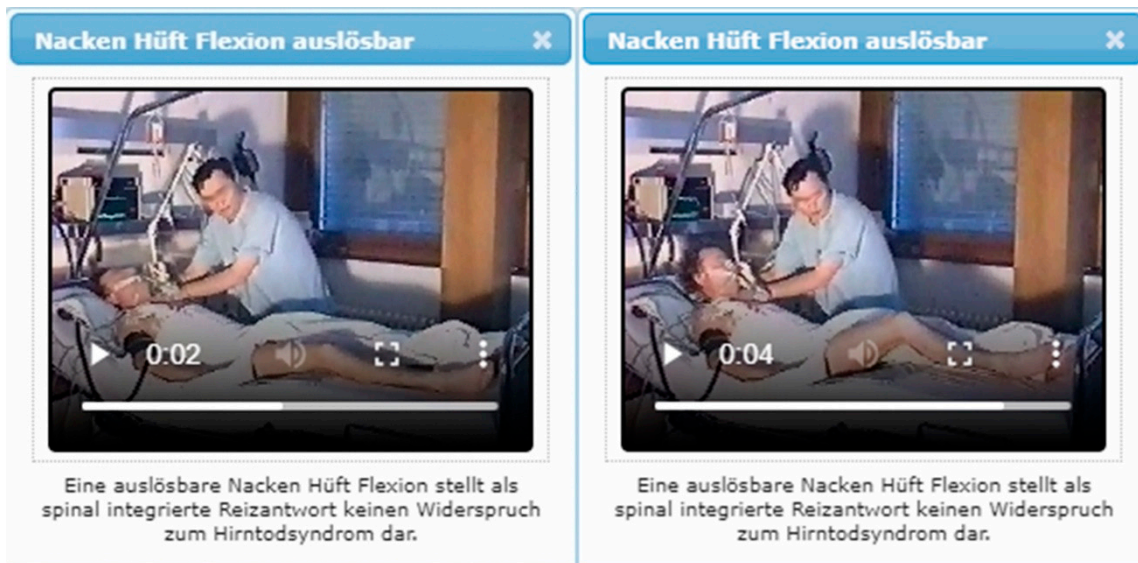 Nacken Hüft Flexion auslösbar
0:02
Eine auslösbare Nacken Hüft Flexion stellt als
spinal integrierte Reizantwort keinen Widerspruch
zum Hirntodsyndrom dar.
Nacken Hüft Flexion auslösbar
0:04
Eine auslösbare Nacken Hüft Flexion stellt als
spinal integrierte Reizantwort keinen Widerspruch
zum Hirntodsyndrom dar.